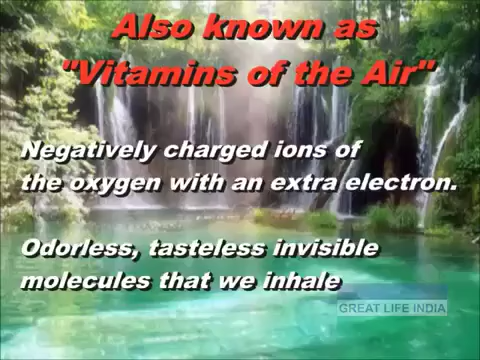 Also known as
"Vitamins of the Air"
Negatively charged ions of
the oxygen with an extra electron.
Odorless, tasteless invisible
molecules that we inhale
GREAT LIFE INDIA